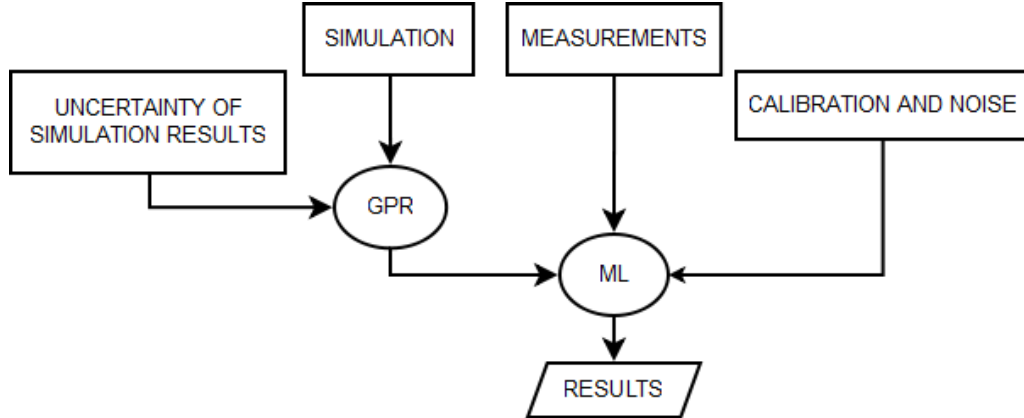 SIMULATION
MEASUREMENTS
UNCERTAINTY OF
SIMULATION RESULTS
CALIBRATION AND NOISE
GPR
ML
RESULTS